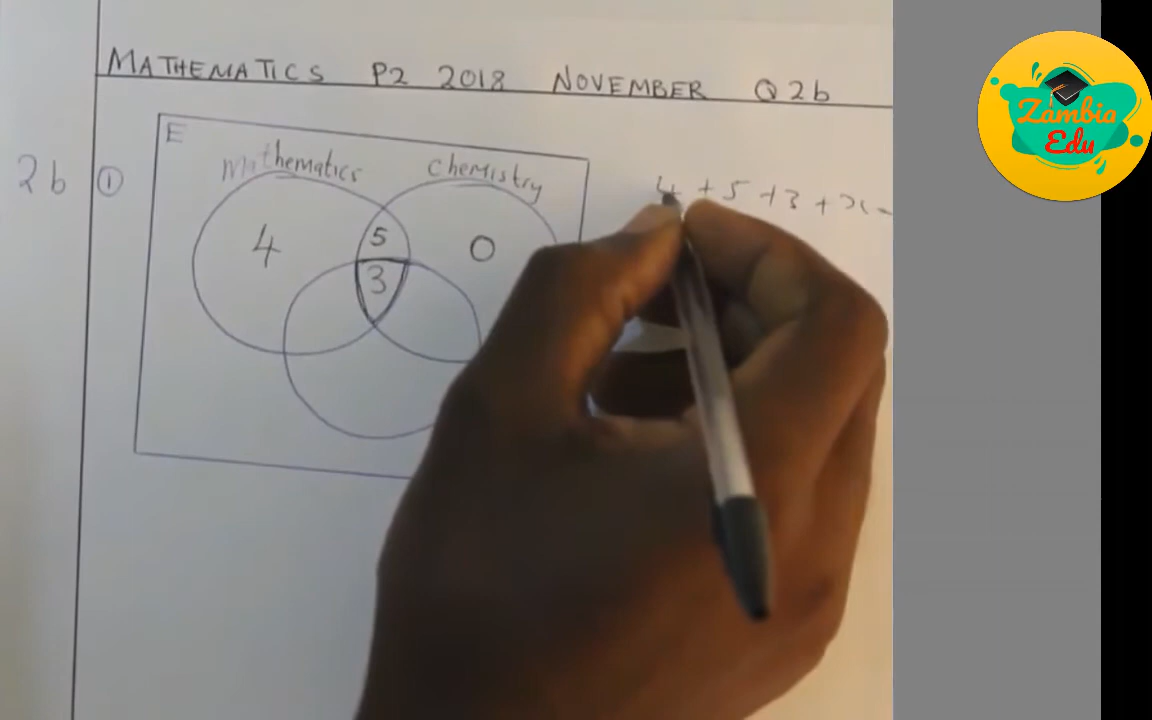 MATHEMATICS P2 2018 NOVEMBER Q2b
2b ①
E
Mathematics
Chemistry
4 5 0
3
4 + 5 + 3 + x -
Zambia
Edu